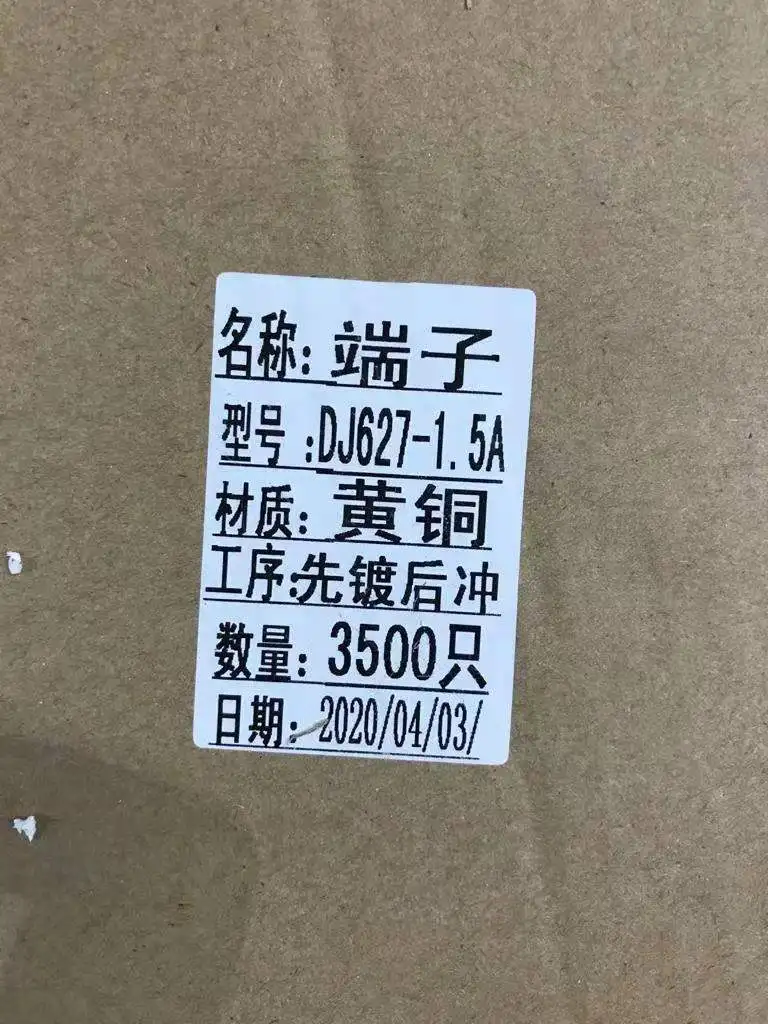 名称：端子
型号：DJ627-1.5A
材质：黄铜
工序：先镀后冲
数量：3500只
日期：2020/04/03/